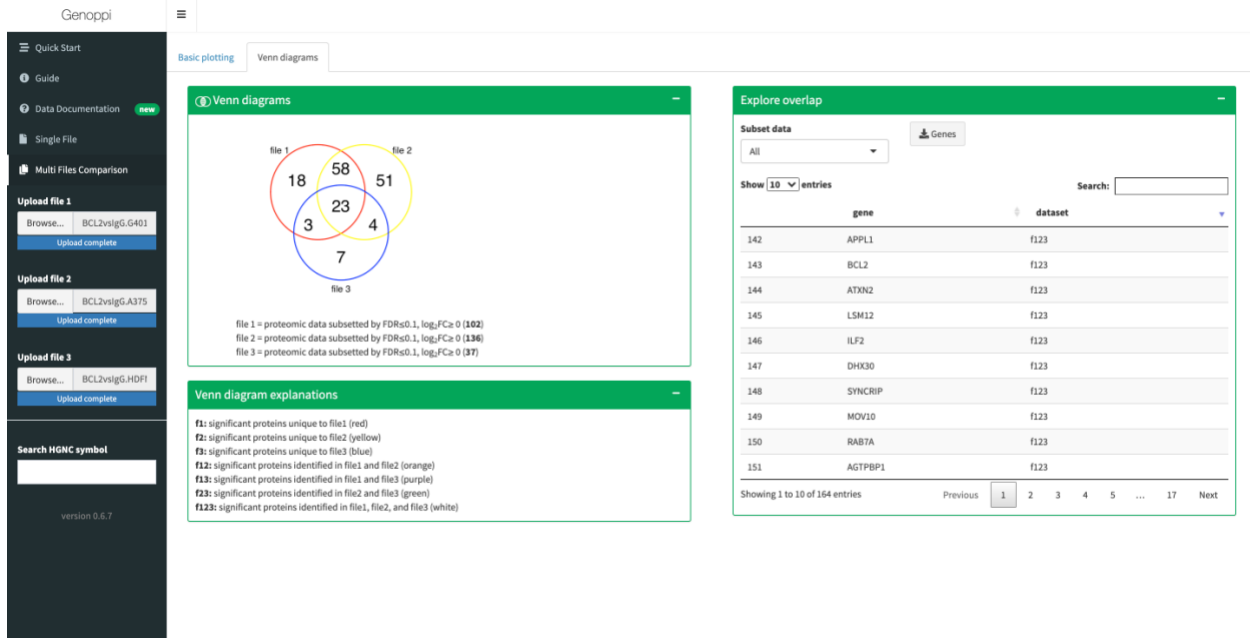 Genoppi
Quick Start
Guide
Data Documentation new
Single File
Multi Files Comparison
Upload file 1
Browse... BCL2vsIgG.G401
Upload complete
Upload file 2
Browse... BCL2vsIgG.A375
Upload complete
Upload file 3
Browse... BCL2vsIgG.HDFI
Upload complete
Search HGNC symbol
version 0.6.7
Basic plotting Venn diagrams
Venn diagrams
file 1 file 2
18 58 51
23
3 4
7
file 3
file 1 = proteomic data subsetted by FDR≤0.1, log₂FC≥ 0 (102)
file 2 = proteomic data subsetted by FDR≤0.1, log₂FC≥ 0 (136)
file 3 = proteomic data subsetted by FDR≤0.1, log₂FC≥ 0 (37)
Venn diagram explanations
f1: significant proteins unique to file1 (red)
f2: significant proteins unique to file2 (yellow)
f3: significant proteins unique to file3 (blue)
f12: significant proteins identified in file1 and file2 (orange)
f13: significant proteins identified in file1 and file3 (purple)
f23: significant proteins identified in file2 and file3 (green)
f123: significant proteins identified in file1, file2, and file3 (white)
Explore overlap
Subset data
All
Genes
Show 10 entries Search:
gene dataset
142 APPL1 f123
143 BCL2 f123
144 ATXN2 f123
145 LSM12 f123
146 ILF2 f123
147 DHX30 f123
148 SYNCRIP f123
149 MOV10 f123
150 RAB7A f123
151 AGTPBP1 f123
Showing 1 to 10 of 164 entries Previous 1 2 3 4 5 ... 17 Next